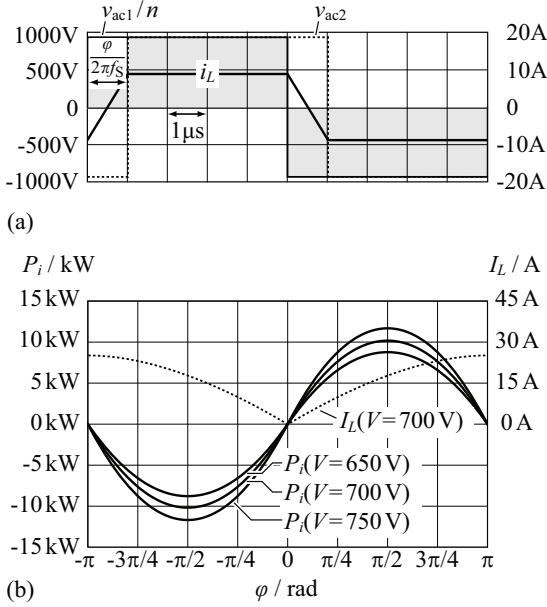 v_ac1/n
v_ac2
1000V
20A
φ
2πf_S
500V
i_L
10A
0
0
1μs
-500V
-10A
-1000V
-20A
(a)
P_i / kW
I_L / A
15 kW
45 A
10 kW
30 A
5 kW
15 A
0 kW
I_L(V = 700 V)
0 A
-5 kW
P_i(V = 650 V)
P_i(V = 700 V)
-10 kW
P_i(V = 750 V)
-15 kW
-π
-3π/4
-π/2
-π/4
0
π/4
π/2
3π/4
π
(b)
φ / rad